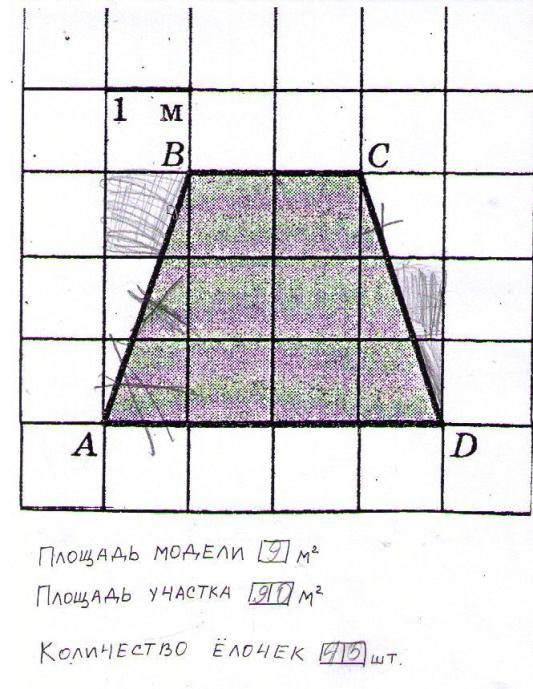 1 м
B C
A D
ПЛОЩАДЬ МОДЕЛИ 9 м²
ПЛОЩАДЬ УЧАСТКА 90 м²
КОЛИЧЕСТВО ЁЛОЧЕК 45 шт.